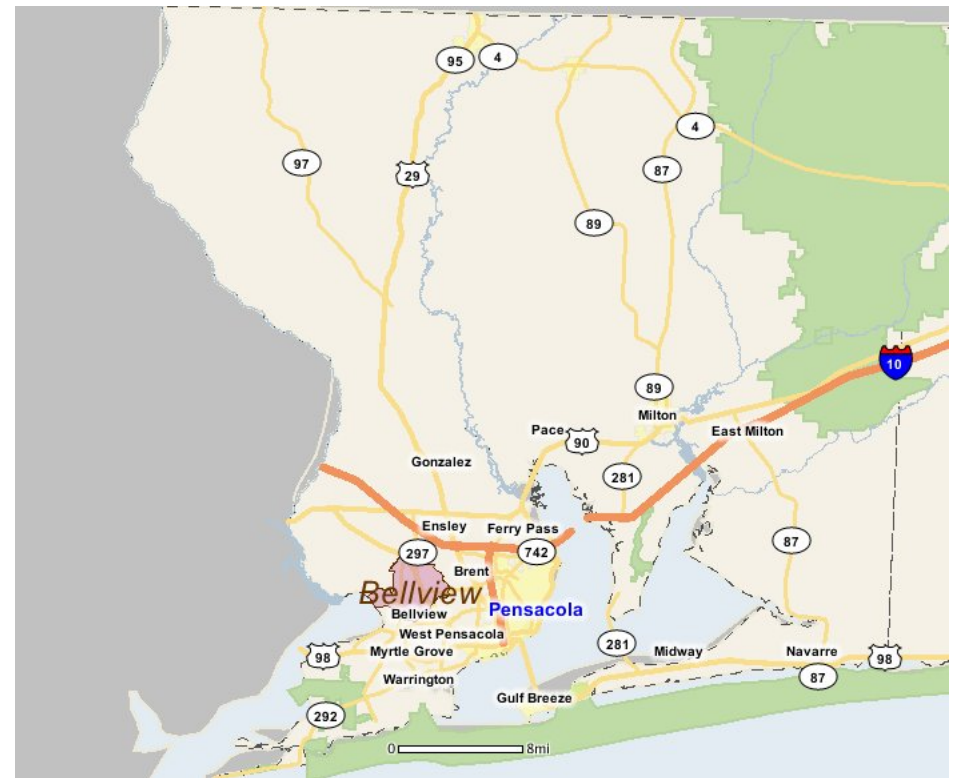 95
4
4
97
29
87
89
10
89
Milton
East Milton
Pace
90
Gonzalez
281
Ensley
Ferry Pass
297
742
87
Brent
Bellview
Bellview
Pensacola
West Pensacola
98
Myrtle Grove
281
Midway
Navarre
98
Warrington
87
Gulf Breeze
292
0
8mi